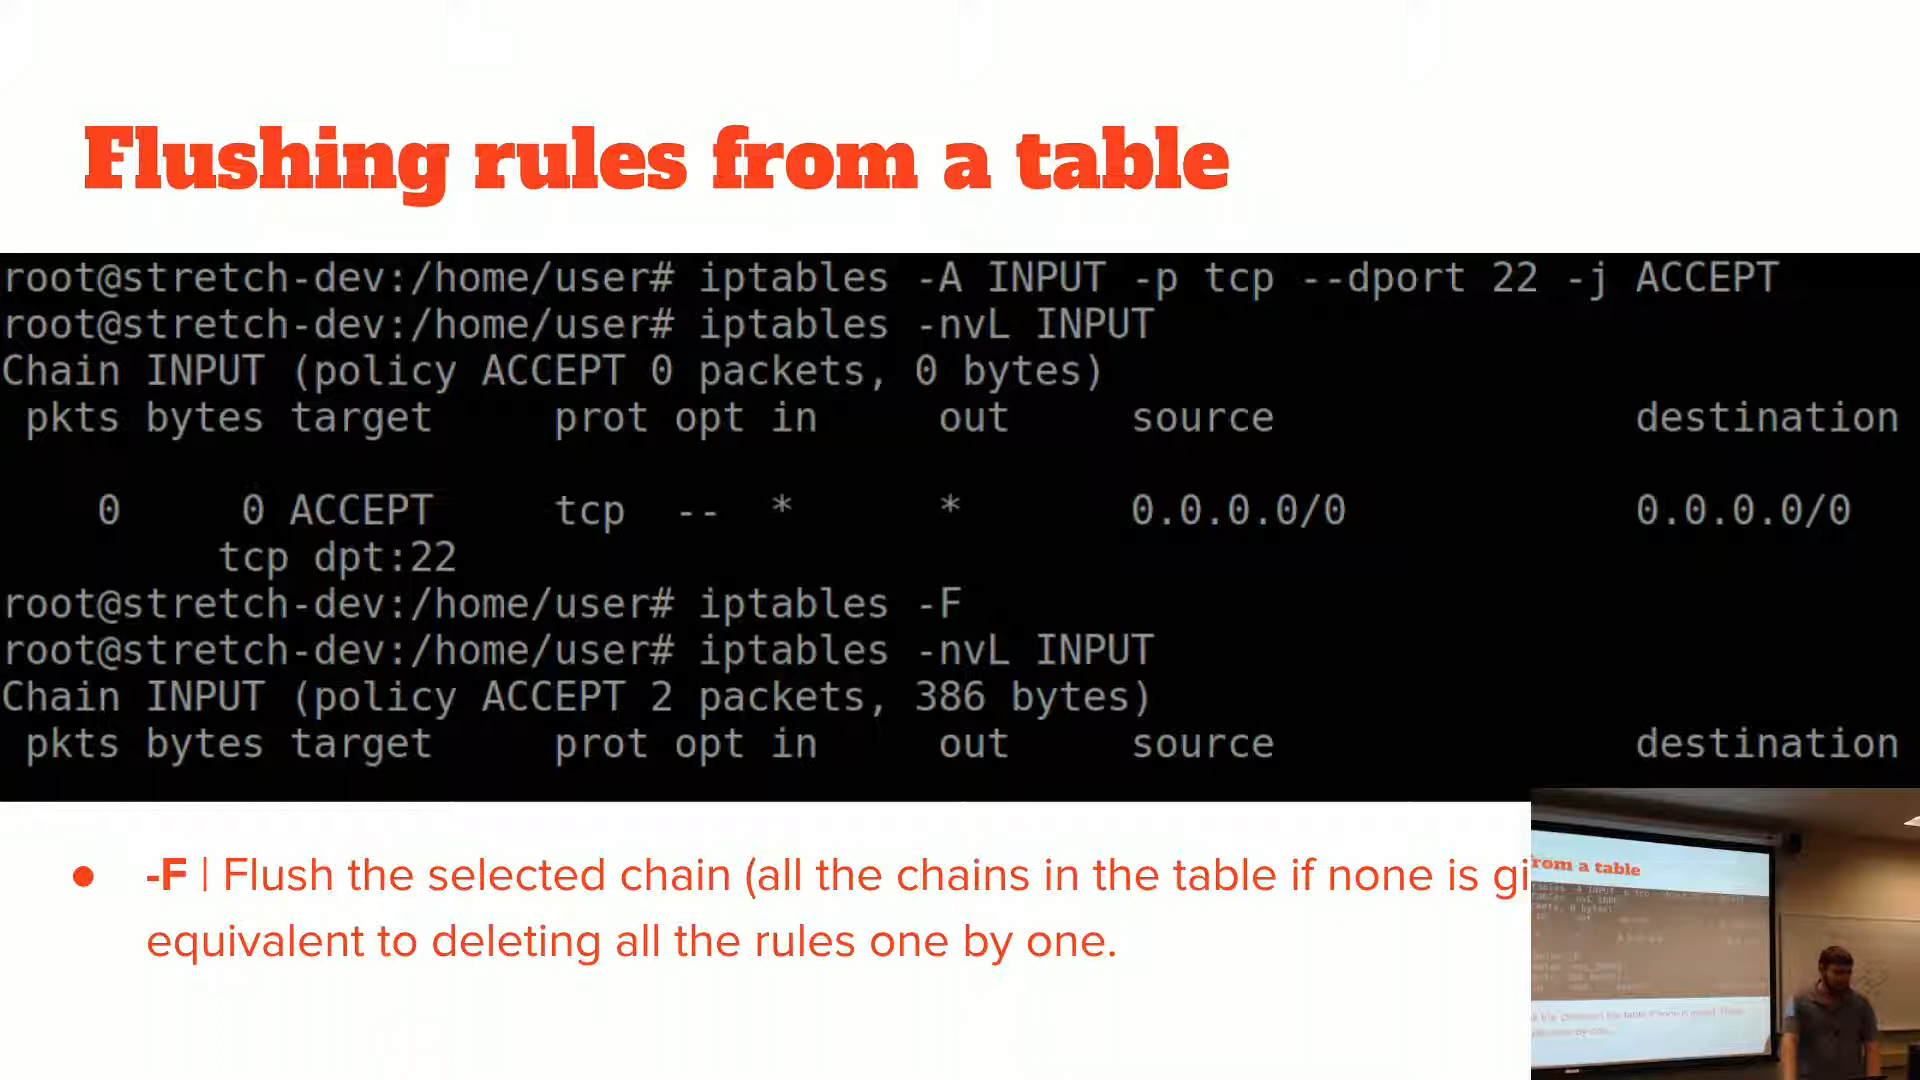 Flushing rules from a table
root@stretch-dev:/home/user# iptables -A INPUT -p tcp --dport 22 -j ACCEPT
root@stretch-dev:/home/user# iptables -nvL INPUT
Chain INPUT (policy ACCEPT 0 packets, 0 bytes)
pkts bytes target prot opt in out source destination
0 0 ACCEPT tcp -- * * 0.0.0.0/0 0.0.0.0/0
tcp dpt:22
root@stretch-dev:/home/user# iptables -F
root@stretch-dev:/home/user# iptables -nvL INPUT
Chain INPUT (policy ACCEPT 2 packets, 386 bytes)
pkts bytes target prot opt in out source destination
● -F | Flush the selected chain (all the chains in the table if none is gi
equivalent to deleting all the rules one by one.
from a table